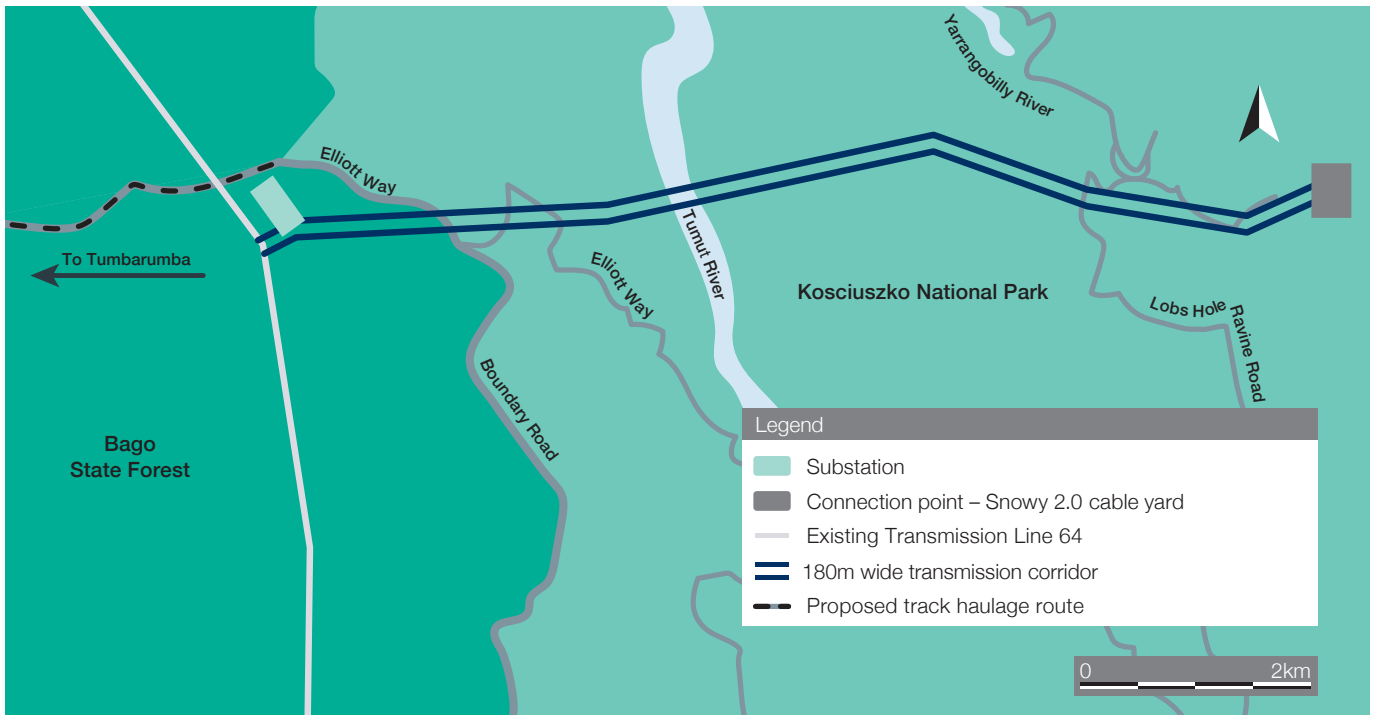 Yarrangobilly River
Elliott Way
To Tumbarumba
Tumut River
Elliott Way
Kosciuszko National Park
Lobs Hole
Ravine Road
Boundary Road
Bago
State Forest
Legend
Substation
Connection point – Snowy 2.0 cable yard
Existing Transmission Line 64
180m wide transmission corridor
Proposed track haulage route
0 2km